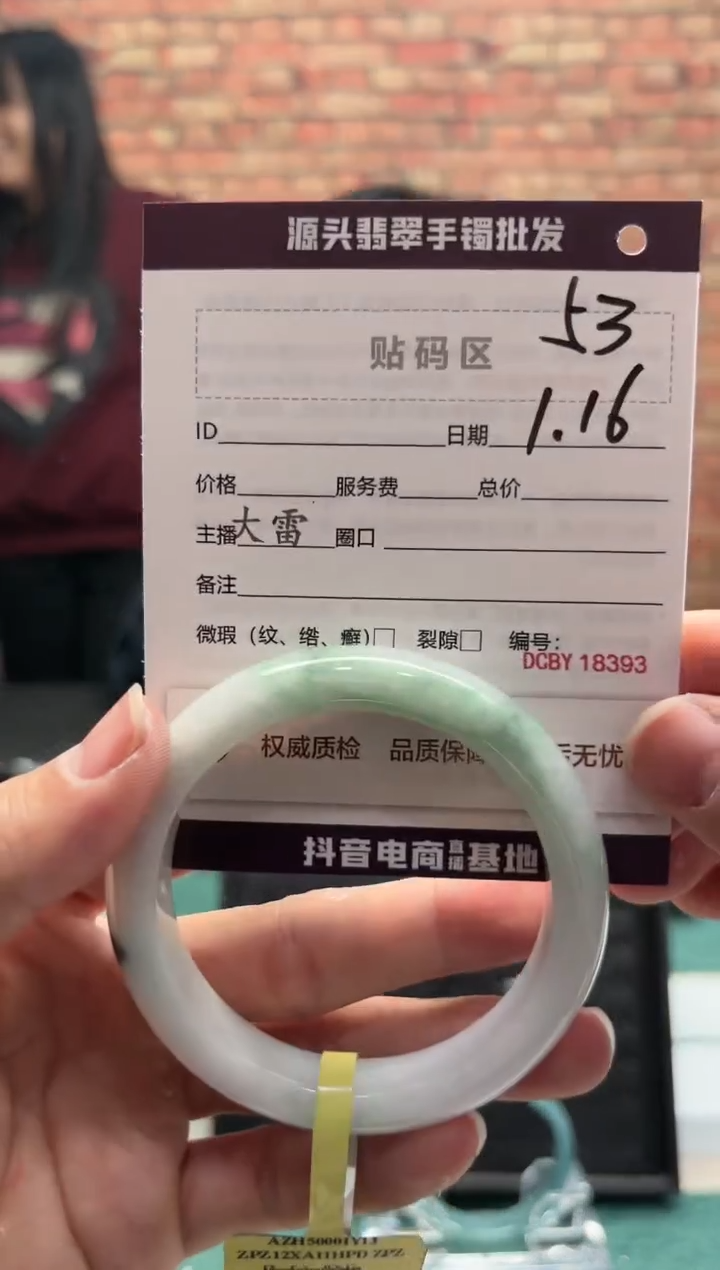 源头翡翠手镯批发
53
贴码区
ID 日期 1.16
价格 服务费 总价
主播 大雷 圈口
备注
微瑕（纹、绺、癣）□ 裂隙□ 编号：
DCBY 18393
权威质检 品质保障 无忧
抖音电商直播基地